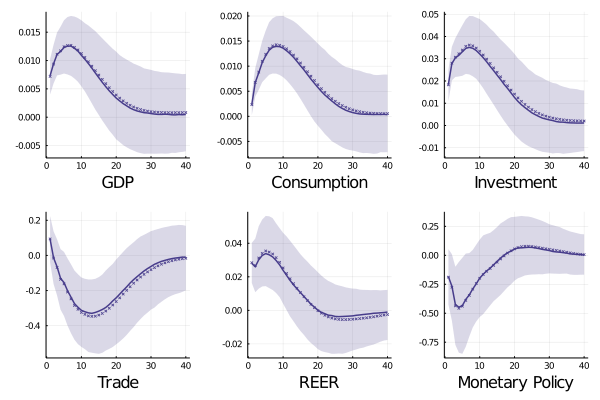 0.015
0.010
0.005
0.000
-0.005
0 10 20 30 40
GDP
0.020
0.015
0.010
0.005
0.000
-0.005
0 10 20 30 40
Consumption
0.05
0.04
0.03
0.02
0.01
0.00
-0.01
0 10 20 30 40
Investment
0.2
0.0
-0.2
-0.4
0 10 20 30 40
Trade
0.04
0.02
0.00
-0.02
0 10 20 30 40
REER
0.25
0.00
-0.25
-0.50
-0.75
0 10 20 30 40
Monetary Policy